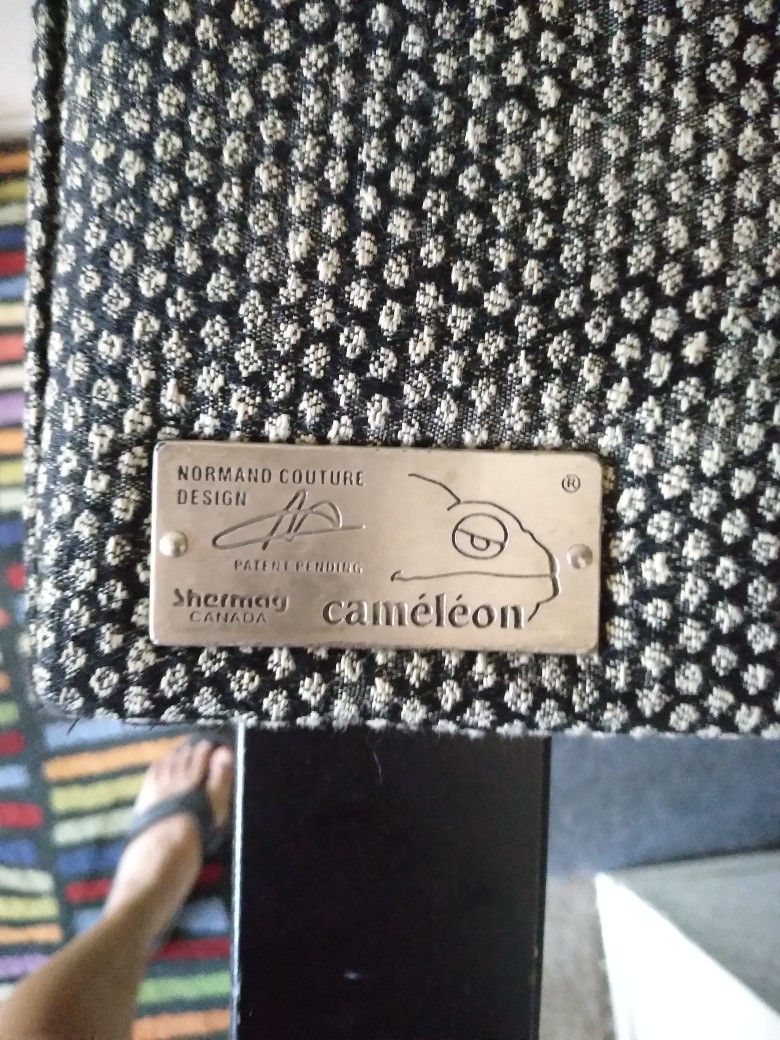 NORMAND COUTURE
DESIGN
®
PATENT PENDING
Shermag
CANADA
caméléon